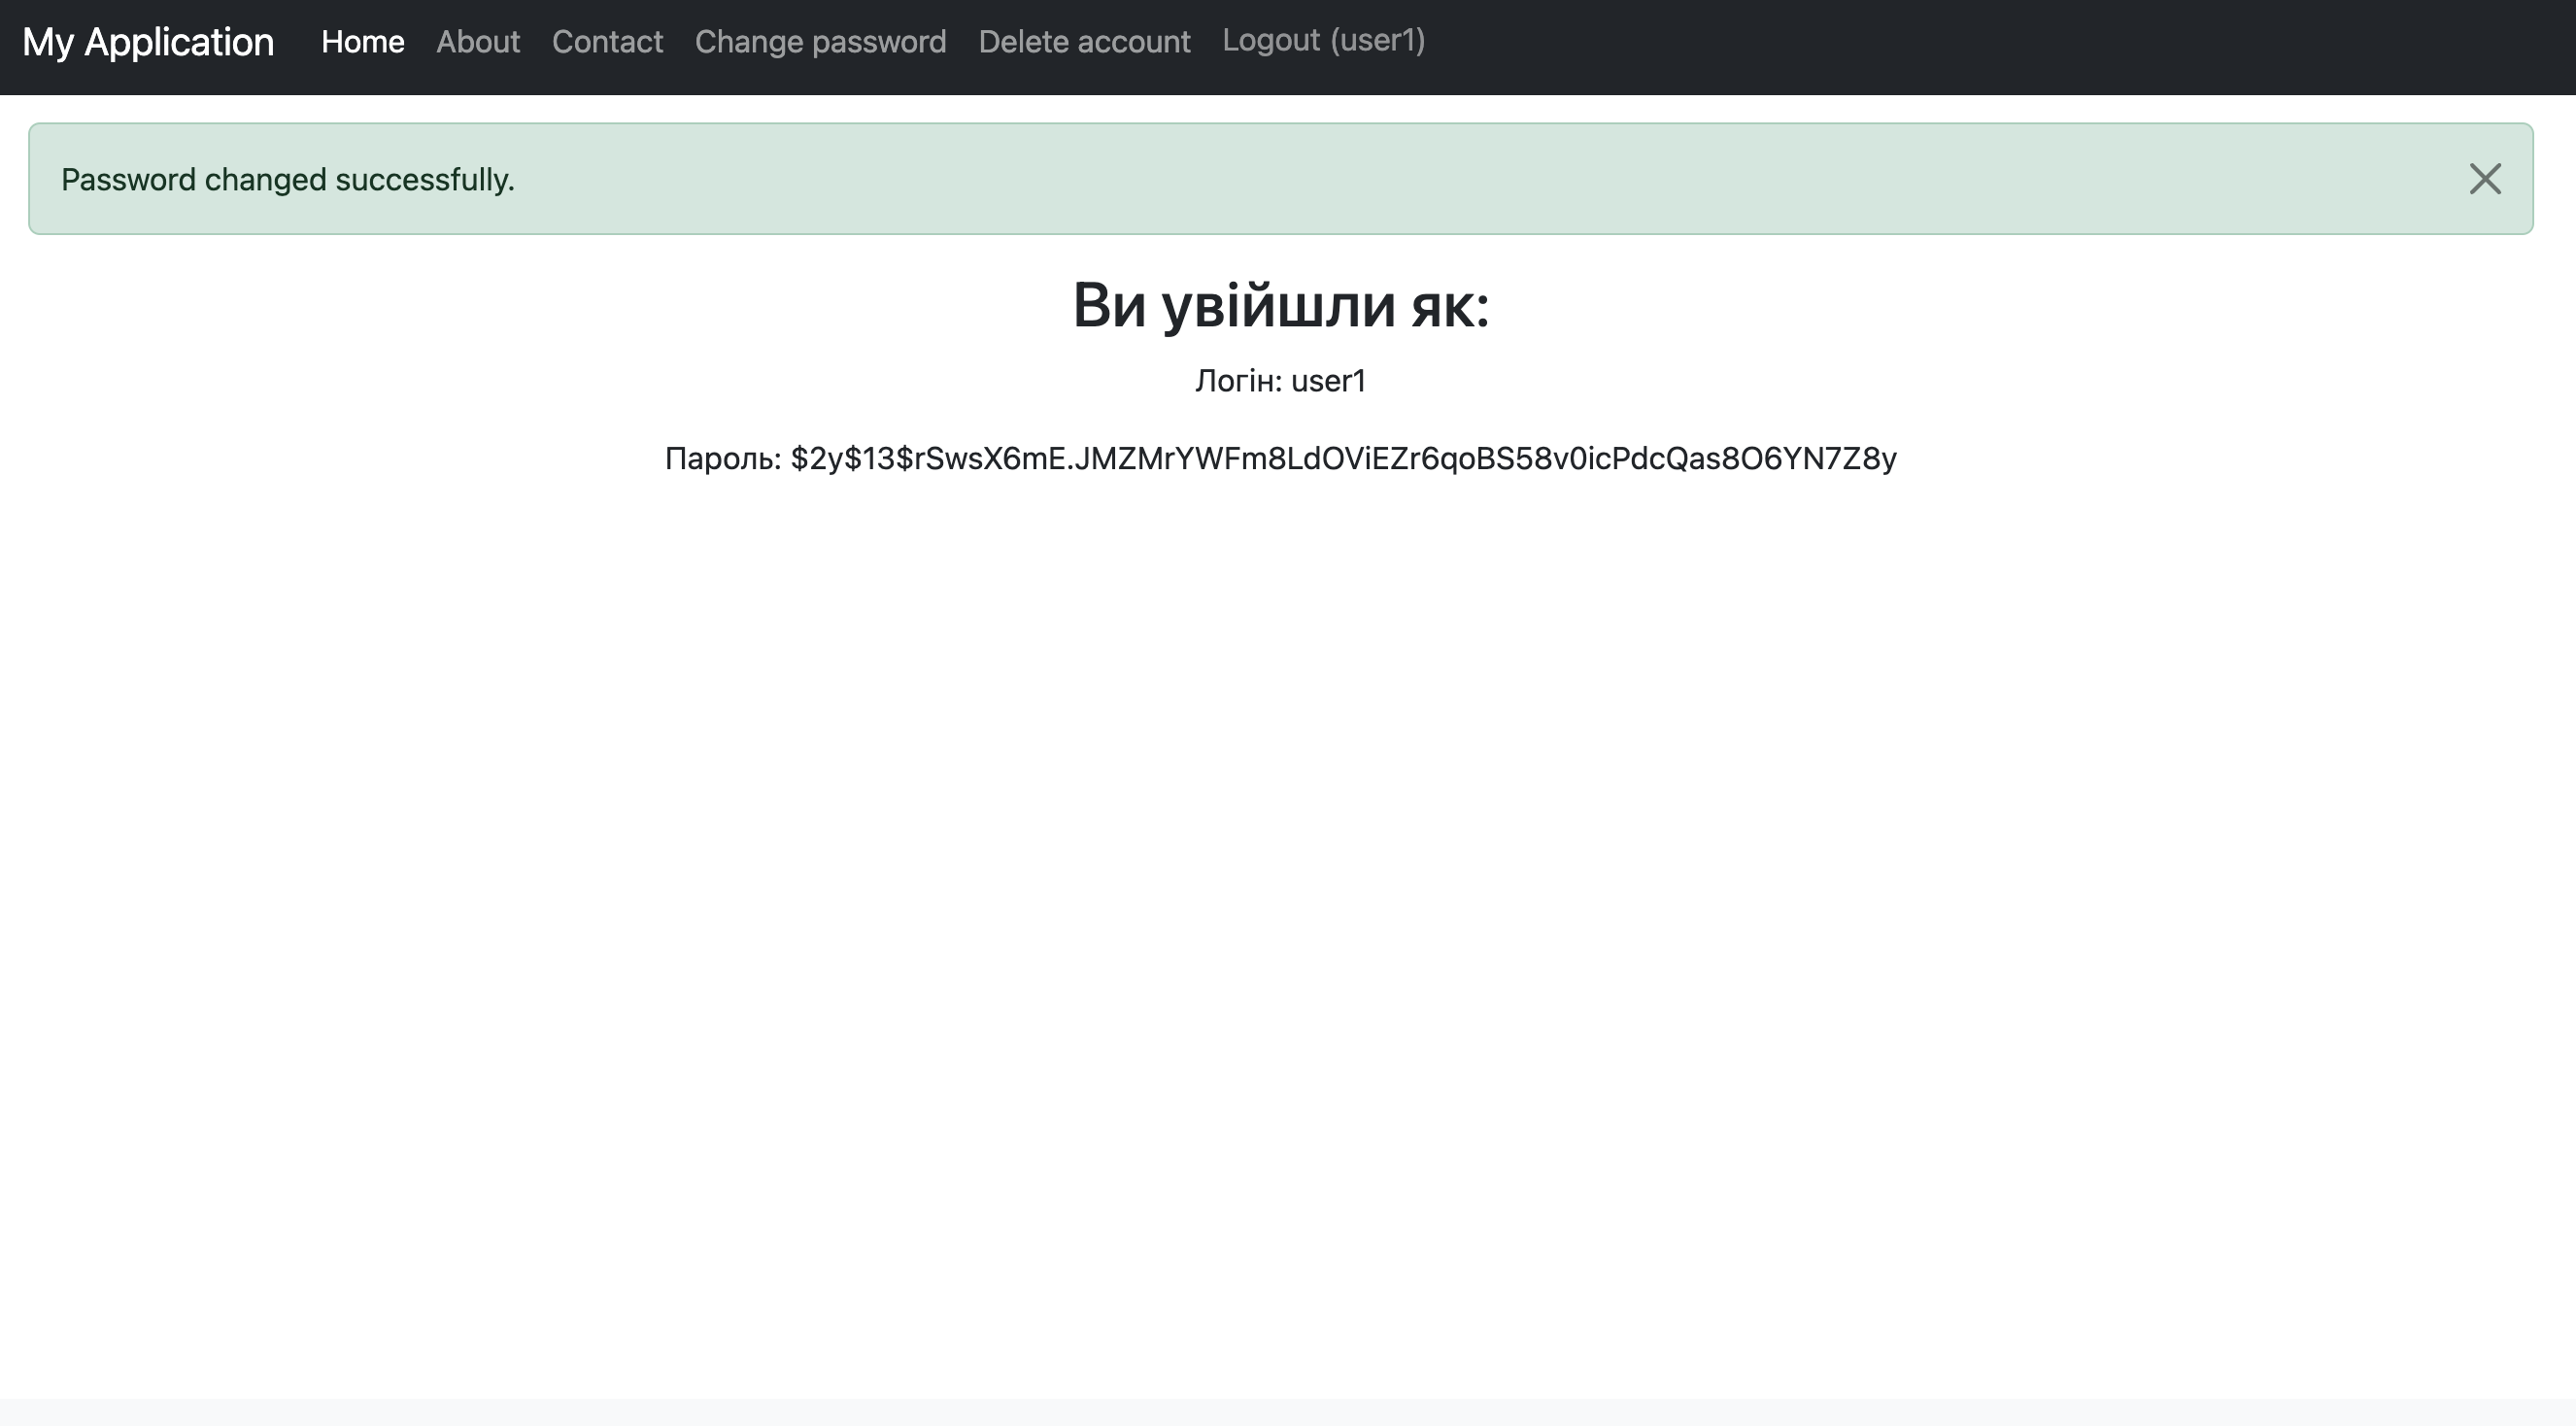 My Application Home About Contact Change password Delete account Logout (user1)
Password changed successfully.
Ви увійшли як:
Логін: user1
Пароль: $2y$13$rSwsX6mE.JMZMrYWFm8LdOViEZr6qoBS58v0icPdcQas8O6YN7Z8y